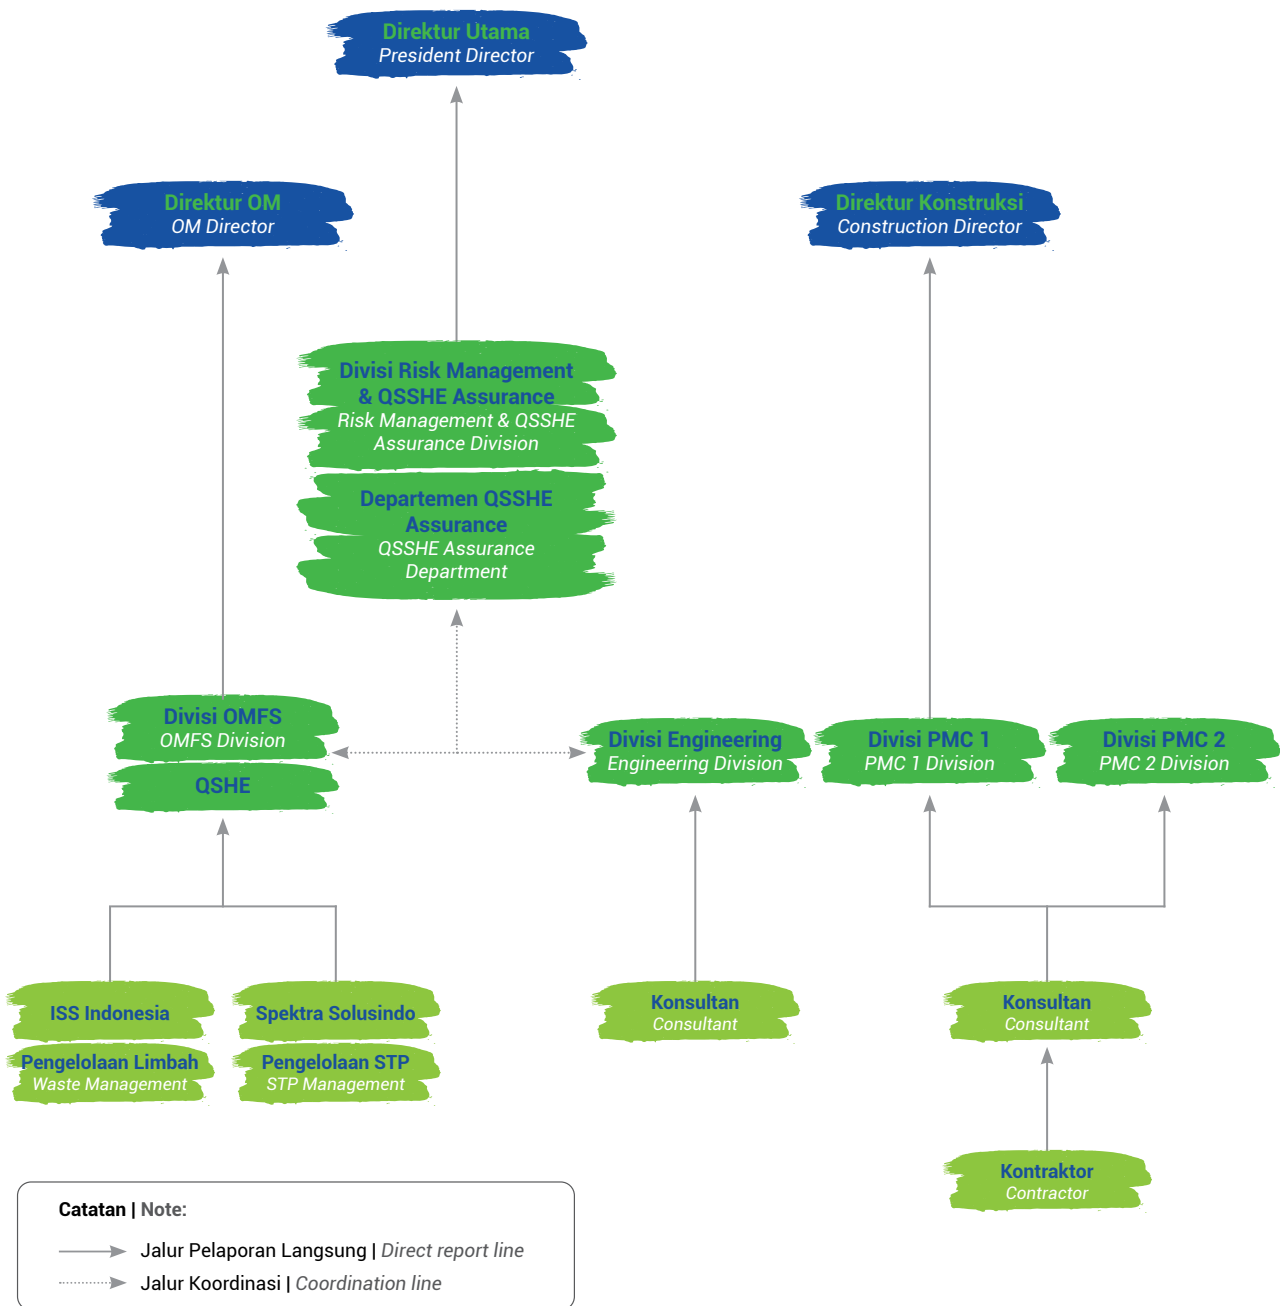 Direktur Utama
President Director
Direktur OM
OM Director
Direktur Konstruksi
Construction Director
Divisi Risk Management
& QSSHE Assurance
Risk Management & QSSHE
Assurance Division
Departemen QSSHE
Assurance
QSSHE Assurance
Department
Divisi OMFS
OMFS Division
QSHE
Divisi Engineering
Engineering Division
Divisi PMC 1
PMC 1 Division
Divisi PMC 2
PMC 2 Division
ISS Indonesia
Pengelolaan Limbah
Waste Management
Spektra Solusindo
Pengelolaan STP
STP Management
Konsultan
Consultant
Konsultan
Consultant
Kontraktor
Contractor
Catatan | Note:
Jalur Pelaporan Langsung | Direct report line
Jalur Koordinasi | Coordination line